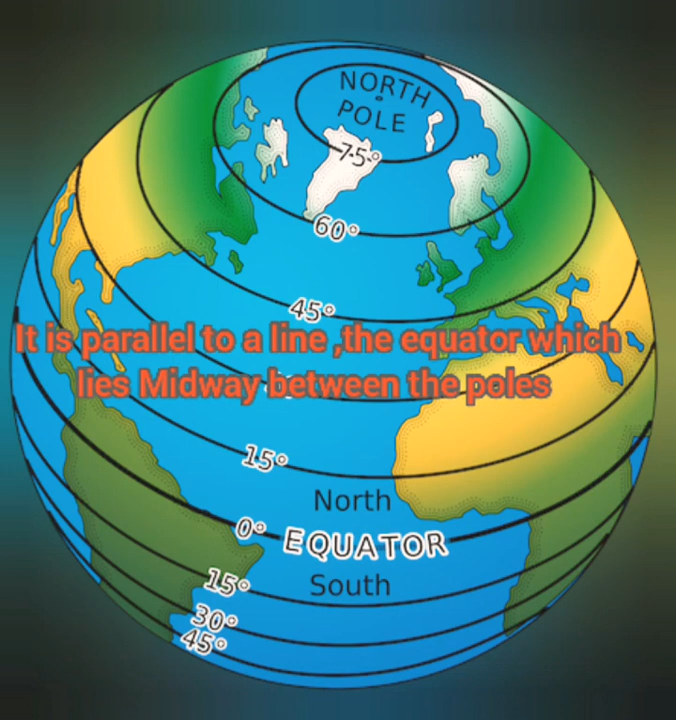 NORTH
POLE
75°
60°
45°
It is parallel to a line ,the equator which
lies Midway between the poles
15°
North
0° EQUATOR
South
15°
30°
45°